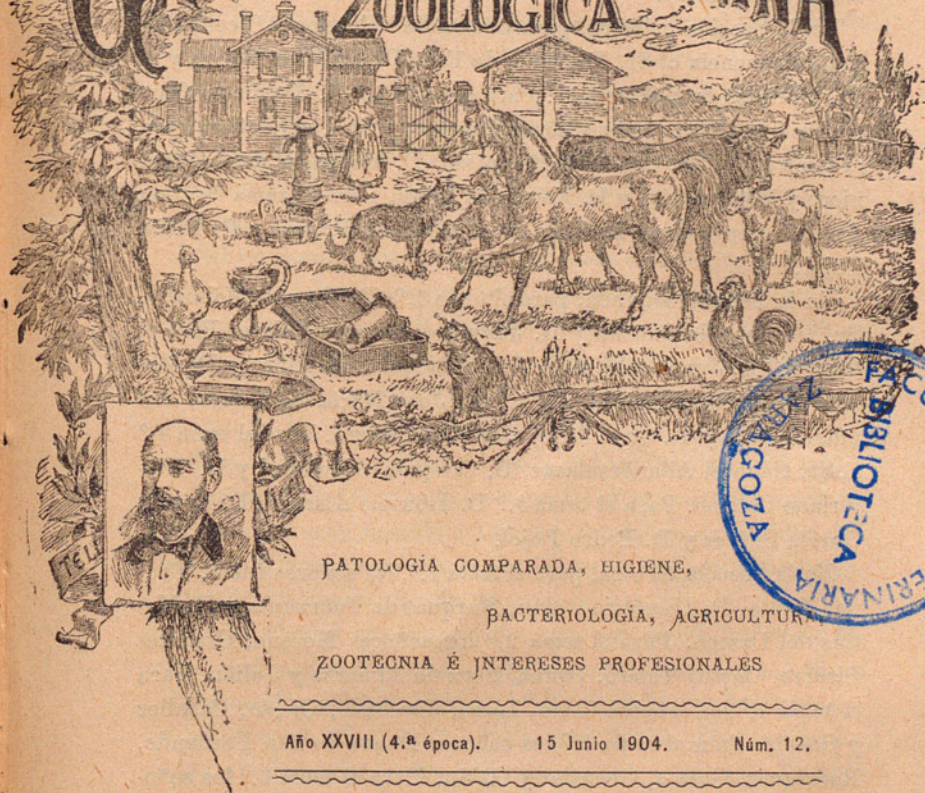 ZOOLÓGICA
PATOLOGÍA COMPARADA, HIGIENE,
BACTERIOLOGÍA, AGRICULTURA,
ZOOTECNIA É INTERESES PROFESIONALES
Año XXVIII (4.ª época). 15 Junio 1904. Núm. 12.
BIBLIOTECA
ZARAGOZA